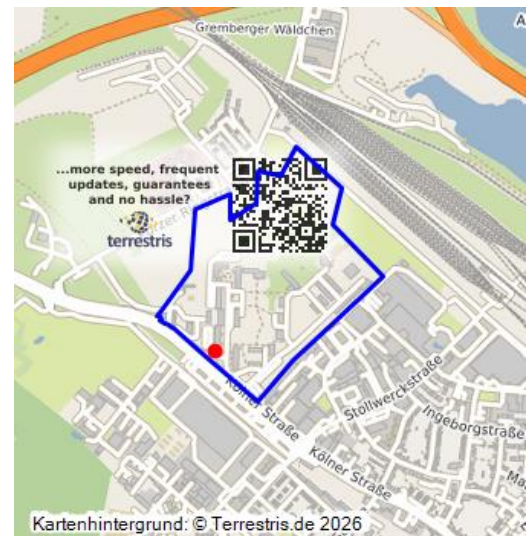 Gremberger Wäldchen
...more speed, frequent
updates, guarantees
and no hassle?
terrestris
Kölner Straße
Stollwerckstraße
Ingeborgstraße
Kölner Straße
Kartenhintergrund: © Terrestris.de 2026